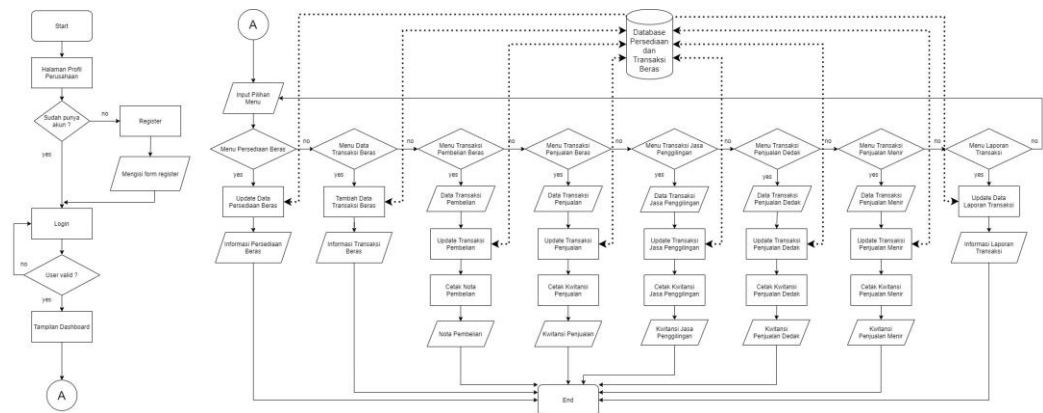 Start
Halaman Profil
Perusahaan
Sudah punya
akun ?
no
Register
yes
Mengisi form register
Login
User valid ?
no
yes
Tampilan Dashboard
A
A
Input Pilihan
Menu
Database
Persediaan
dan
Transaksi
Beras
Menu Persediaan Beras
no
Menu Data
Transaksi Beras
no
Menu Transaksi
Pembelian Beras
no
Menu Transaksi
Penjualan Beras
no
Menu Transaksi Jasa
Penggilingan
no
Menu Transaksi
Penjualan Dedak
no
Menu Transaksi
Penjualan Menir
no
Menu Laporan
Transaksi
no
yes
yes
yes
yes
yes
yes
yes
yes
Update Data
Persediaan Beras
Tambah Data
Transaksi Beras
Data Transaksi
Pembelian
Data Transaksi
Penjualan
Data Transaksi
Jasa Penggilingan
Data Transaksi
Penjualan Dedak
Data Transaksi
Penjualan Menir
Update Data
Laporan Transaksi
Informasi Persediaan
Beras
Informasi Transaksi
Beras
Update Transaksi
Pembelian
Update Transaksi
Penjualan
Update Transaksi
Jasa Penggilingan
Update Transaksi
Penjualan Dedak
Update Transaksi
Penjualan Menir
Informasi Laporan
Transaksi
Cetak Nota
Pembelian
Cetak Kwitansi
Penjualan
Cetak Kwitansi
Jasa Penggilingan
Cetak Kwitansi
Penjualan Dedak
Cetak Kwitansi
Penjualan Menir
Nota Pembelian
Kwitansi Penjualan
Kwitansi Jasa
Penggilingan
Kwitansi
Penjualan Dedak
Kwitansi
Penjualan Menir
End